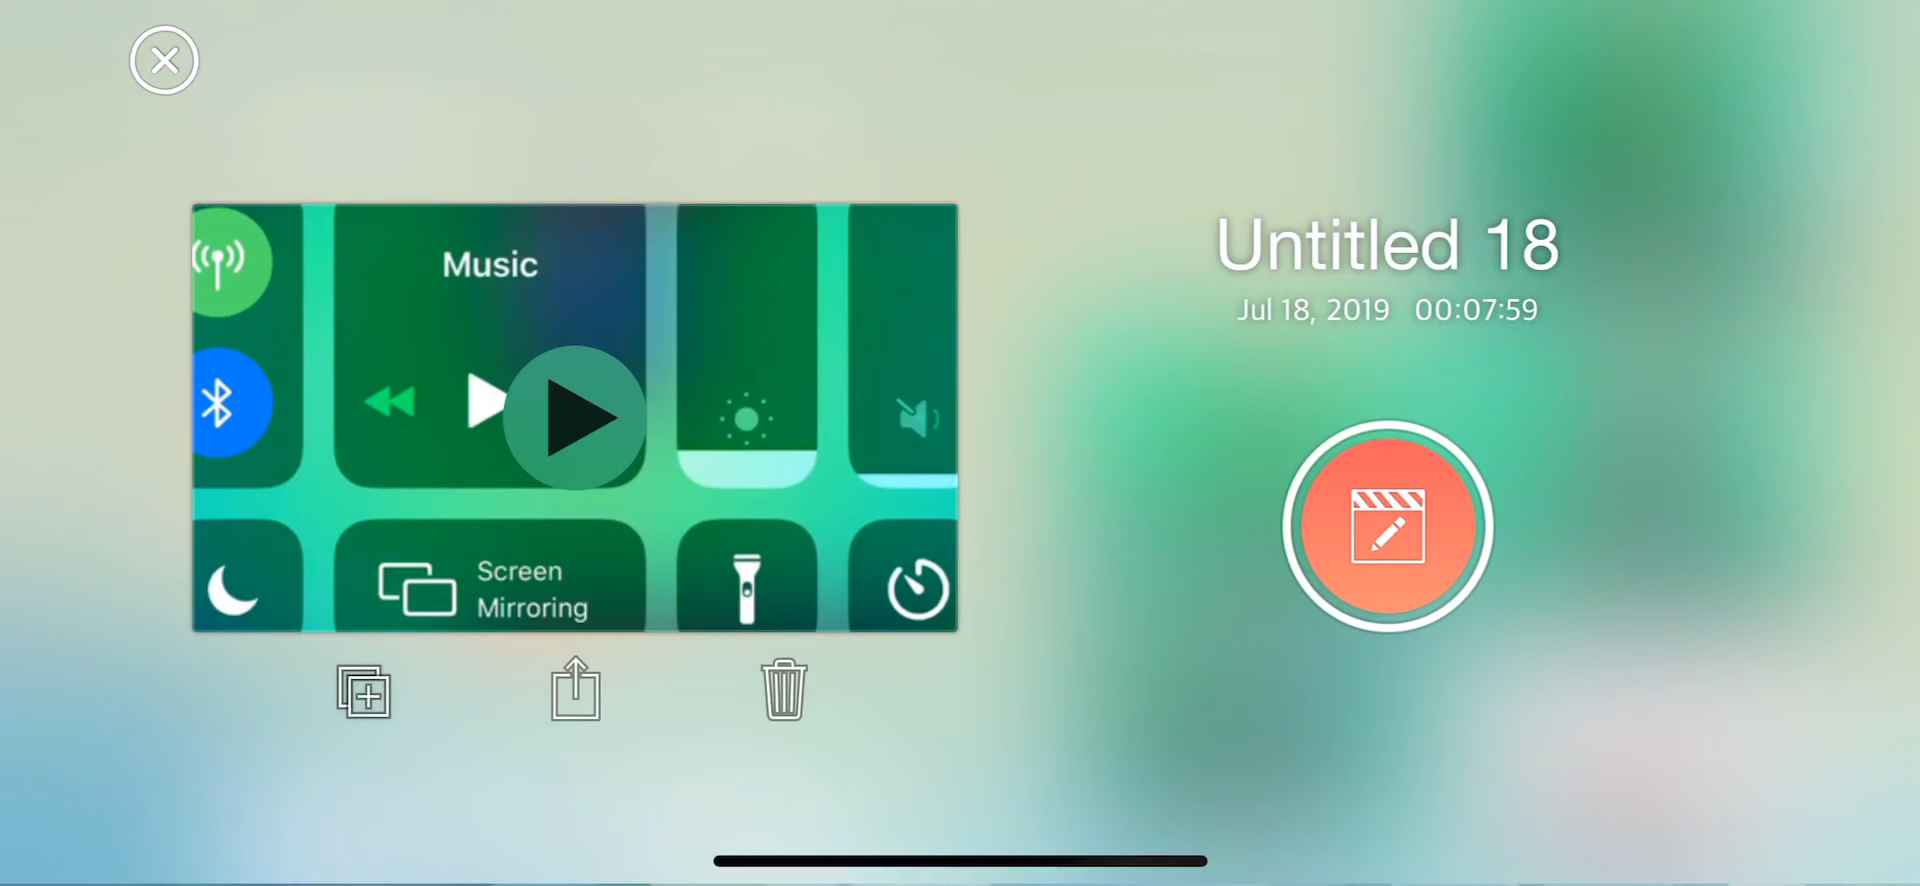 Music
Screen
Mirroring
Untitled 18
Jul 18, 2019 00:07:59